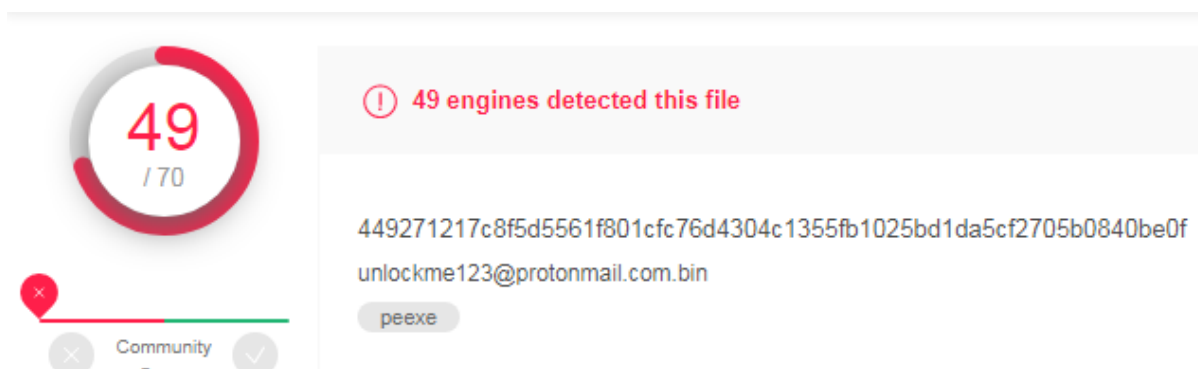 49
/ 70
49 engines detected this file
449271217c8f5d5561f801cfc76d4304c1355fb1025bd1da5cf2705b0840be0f
unlockme123@protonmail.com.bin
peexe
Community